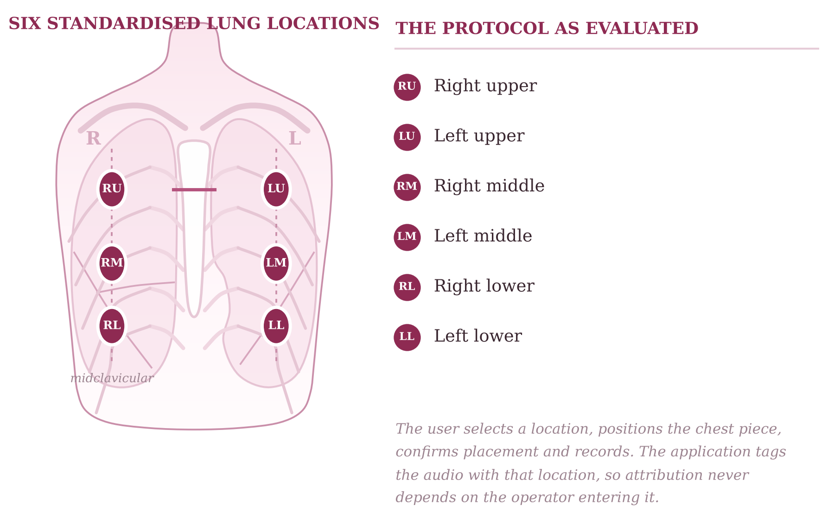 SIX STANDARDISED LUNG LOCATIONS
R
L
RU
LU
RM
LM
RL
LL
midclavicular
THE PROTOCOL AS EVALUATED
RU Right upper
LU Left upper
RM Right middle
LM Left middle
RL Right lower
LL Left lower
The user selects a location, positions the chest piece,
confirms placement and records. The application tags
the audio with that location, so attribution never
depends on the operator entering it.